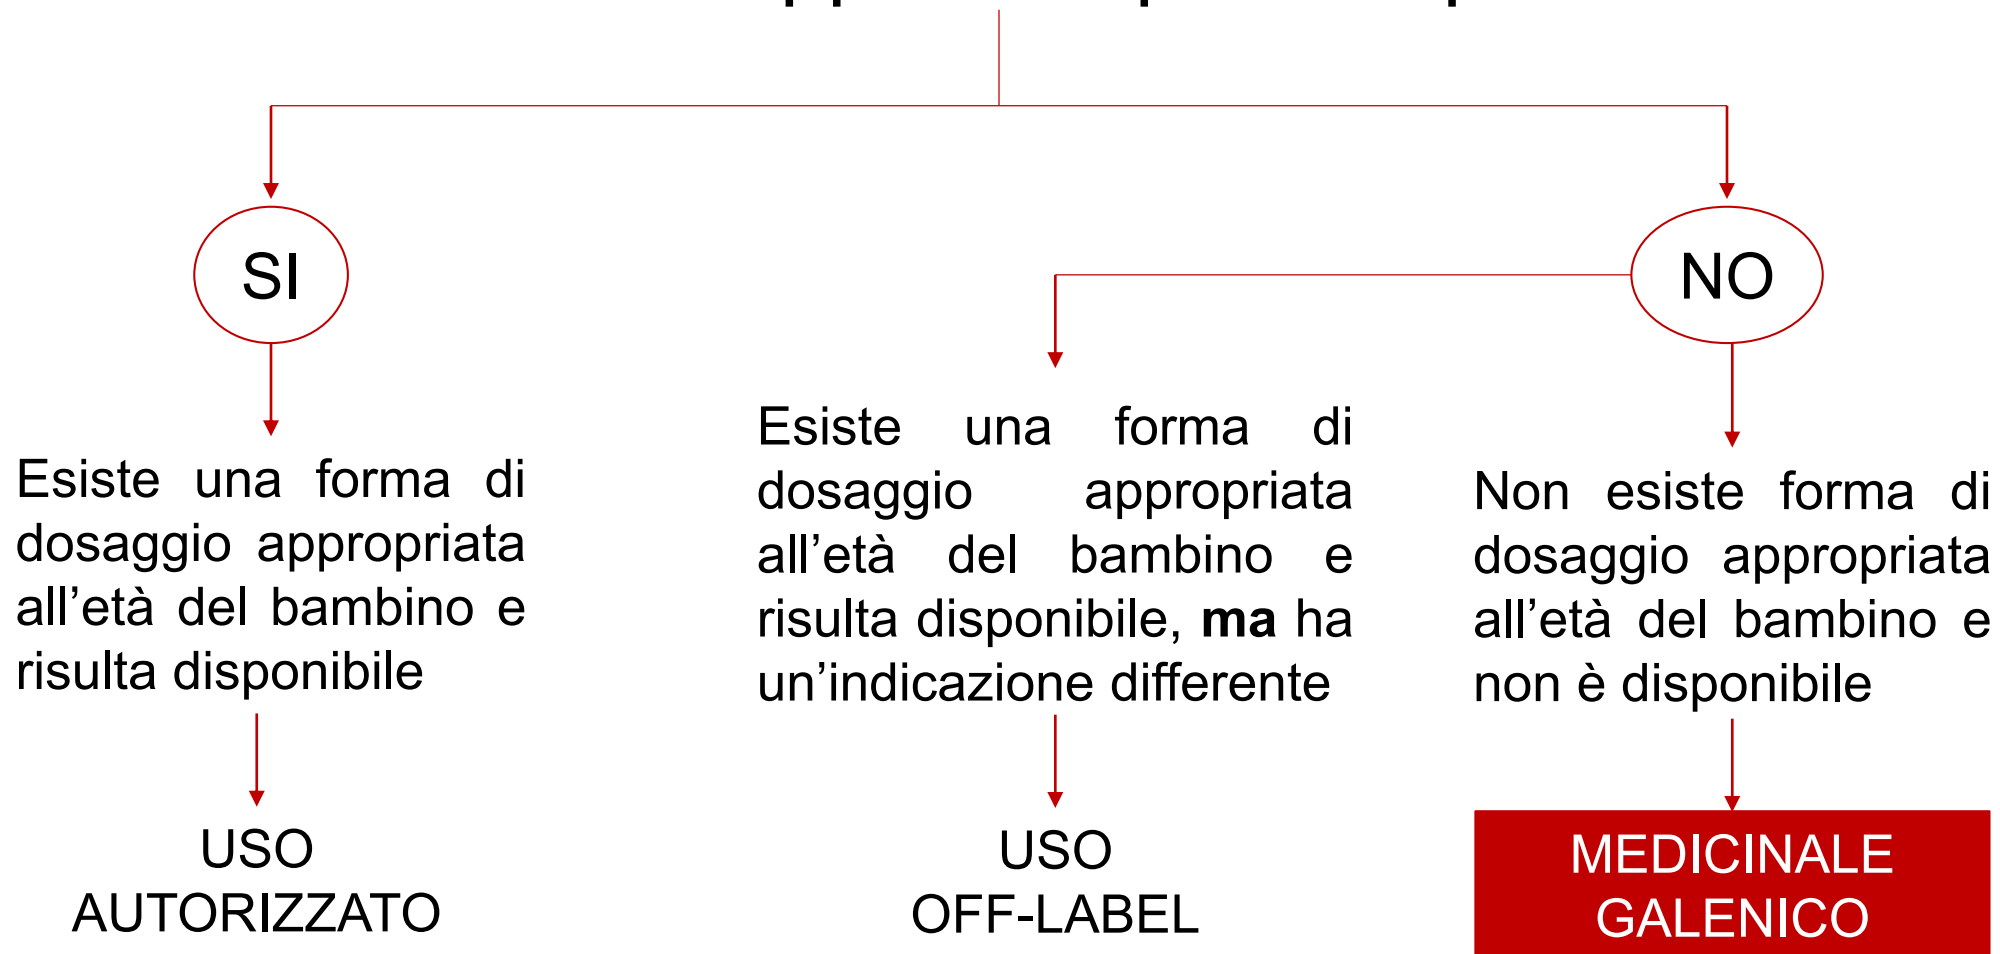 SI
NO
Esiste una forma di
dosaggio appropriata
all’età del bambino e
risulta disponibile
Esiste una forma di
dosaggio appropriata
all’età del bambino e
risulta disponibile, ma ha
un’indicazione differente
Non esiste forma di
dosaggio appropriata
all’età del bambino e
non è disponibile
USO
AUTORIZZATO
USO
OFF-LABEL
MEDICINALE
GALENICO